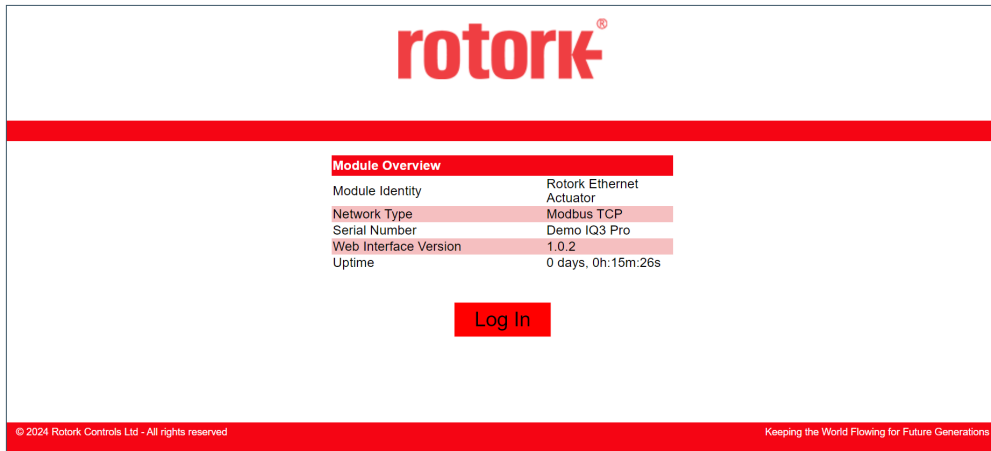 rotork®
Module Overview
Module Identity Rotork Ethernet
Actuator
Network Type Modbus TCP
Serial Number Demo IQ3 Pro
Web Interface Version 1.0.2
Uptime 0 days, 0h:15m:26s
Log In
© 2024 Rotork Controls Ltd - All rights reserved Keeping the World Flowing for Future Generations